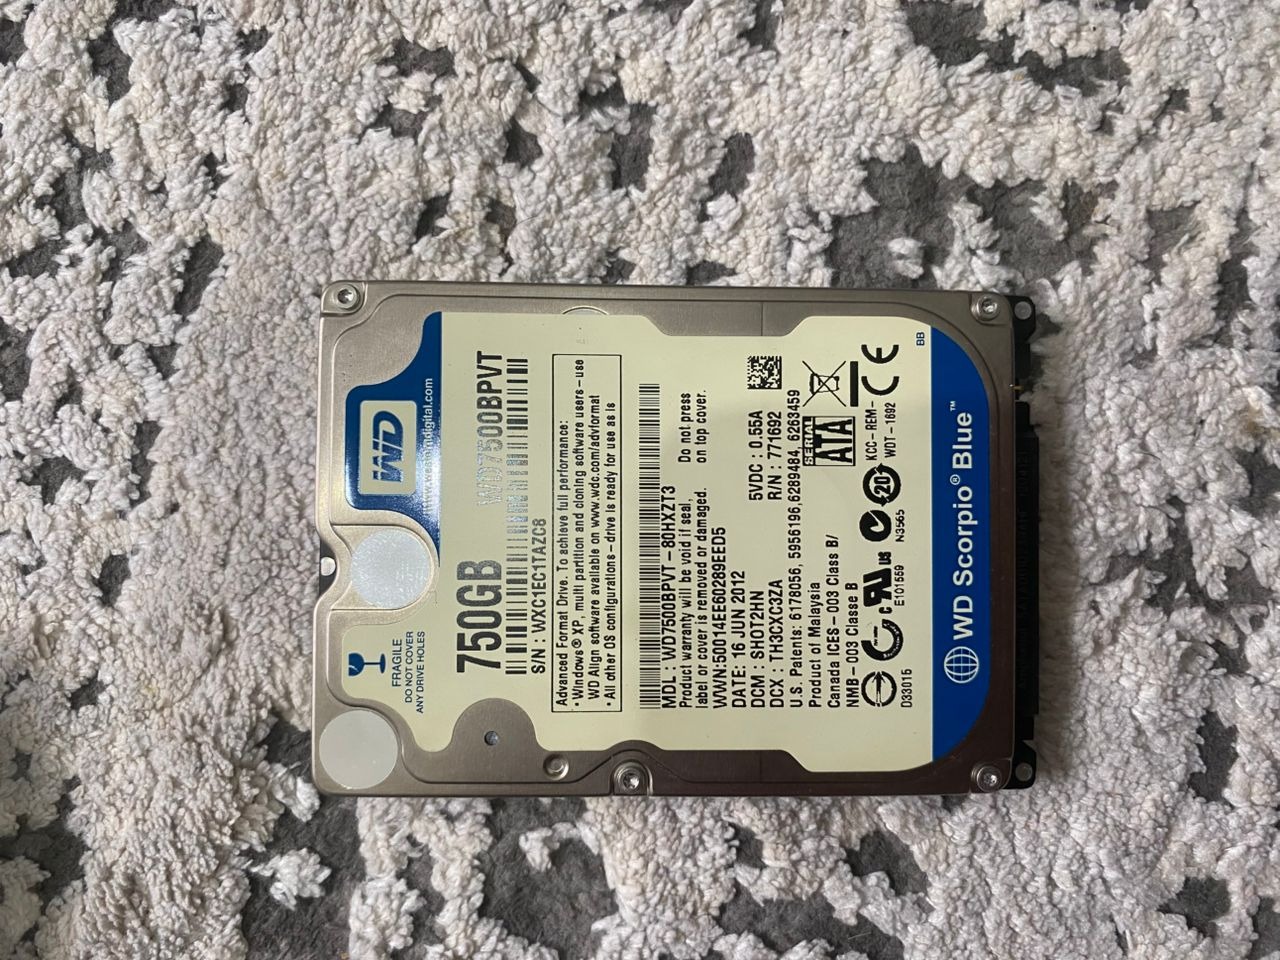 WD
www.westerndigital.com
FRAGILE
DO NOT COVER
ANY DRIVE HOLES
750GB WD7500BPVT
S/N : WXC1EC1TAZC8
Advanced Format Drive. To achieve full performance:
• Windows® XP, multi partition and cloning software users - use
WD Align software available on www.wdc.com/advformat
• All other OS configurations - drive is ready for use as is
MDL : WD7500BPVT - 80HXZT3
Product warranty will be void if seal,
label or cover is removed or damaged.
Do not press
on top cover.
WWN:50014EE60289EED5
DATE: 16 JUN 2012
DCM : SHOT2HN
DCX : TH3CXC3ZA
5VDC : 0.55A
R/N : 771692
U.S. Patents: 6178056, 5956196,6289484, 6263459
Product of Malaysia
Canada ICES - 003 Class B/
NMB-003 Classe B
SERIAL
ATA
D33015
C UL US
E101559
N3565
20
KCC-REM-
WDT-1692
CE
BB
WD Scorpio® Blue™